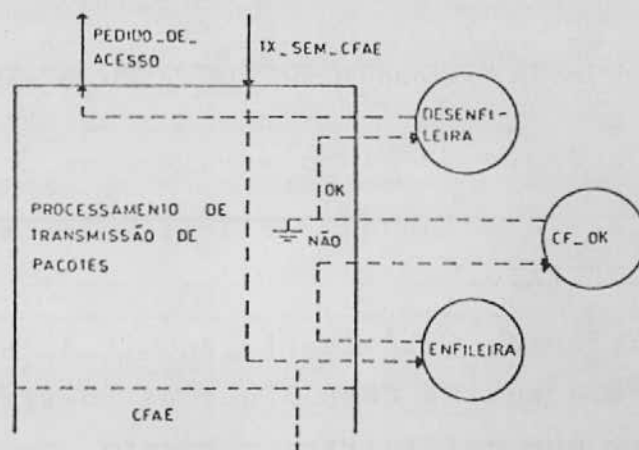 PEDIDO_DE_
ACESSO
TX_SEM_CFAE
DESENFI-
LEIRA
OK
PROCESSAMENTO DE
TRANSMISSÃO DE
PACOTES
NÃO
CF_OK
ENFILEIRA
CFAE